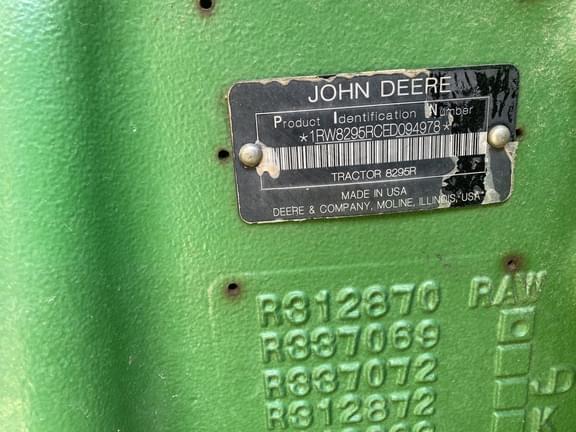 JOHN DEERE
Product Identification Number
*1RW8295RCED094978*
TRACTOR 8295R
MADE IN USA
DEERE & COMPANY, MOLINE, ILLINOIS, USA
R312870 RAW
R337069
R337072 JD
R312872 K